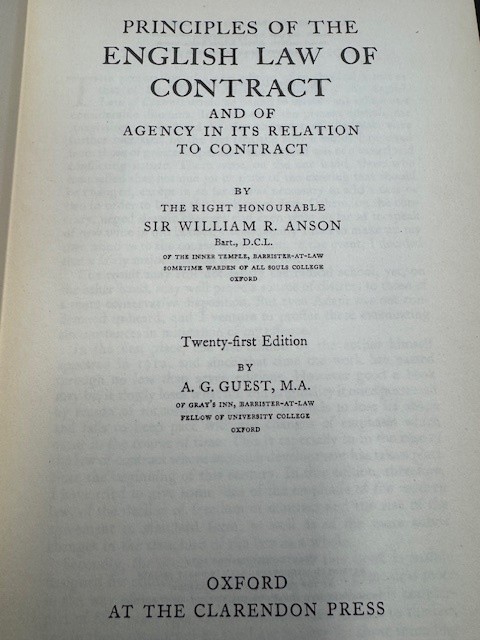 PRINCIPLES OF THE
ENGLISH LAW OF
CONTRACT
AND OF
AGENCY IN ITS RELATION
TO CONTRACT
BY
THE RIGHT HONOURABLE
SIR WILLIAM R. ANSON
Bart., D.C.L.
OF THE INNER TEMPLE, BARRISTER-AT-LAW
SOMETIME WARDEN OF ALL SOULS COLLEGE
OXFORD
Twenty-first Edition
BY
A. G. GUEST, M.A.
OF GRAY'S INN, BARRISTER-AT-LAW
FELLOW OF UNIVERSITY COLLEGE
OXFORD
OXFORD
AT THE CLARENDON PRESS